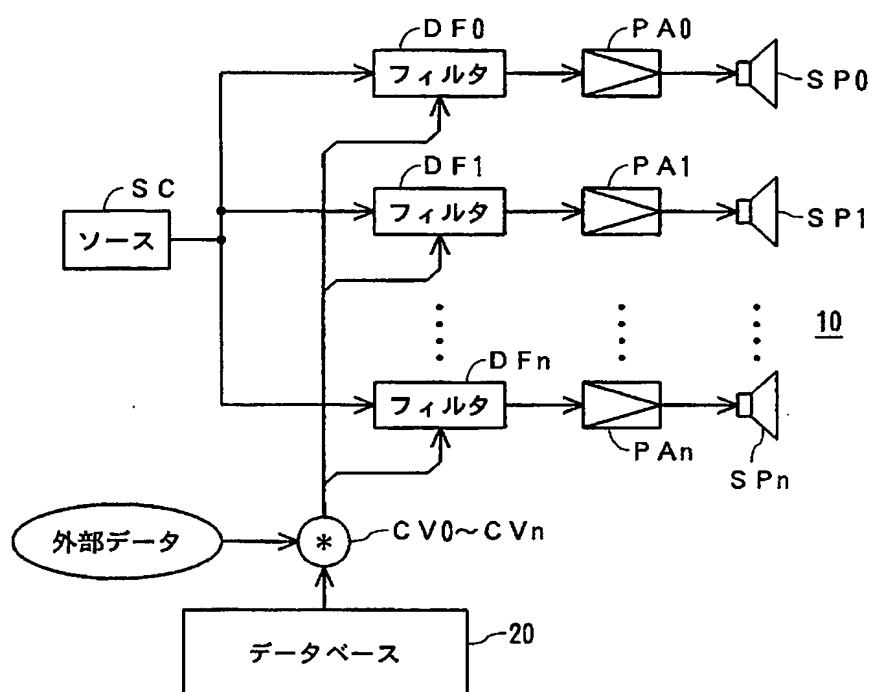 DF0
フィルタ
PA0
SP0
DF1
フィルタ
PA1
SP1
SC
ソース
10
DFn
フィルタ
PAn
SPn
外部データ
*
CV0~CVn
データベース
20